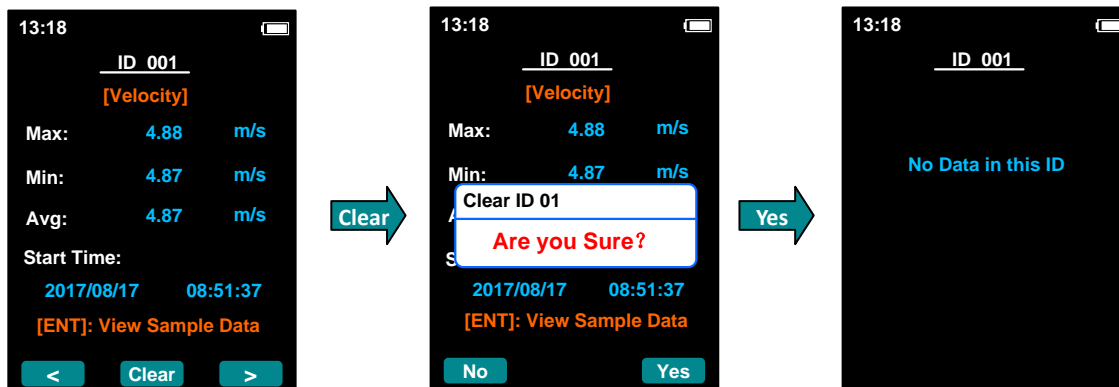 13:18
ID 001
[Velocity]
Max: 4.88 m/s
Min: 4.87 m/s
Avg: 4.87 m/s
Start Time:
2017/08/17 08:51:37
[ENT]: View Sample Data
< Clear >
Clear
13:18
ID 001
[Velocity]
Max: 4.88 m/s
Min: 4.87 m/s
Clear ID 01
Are you Sure？
2017/08/17 08:51:37
[ENT]: View Sample Data
No Yes
Yes
13:18
ID 001
No Data in this ID